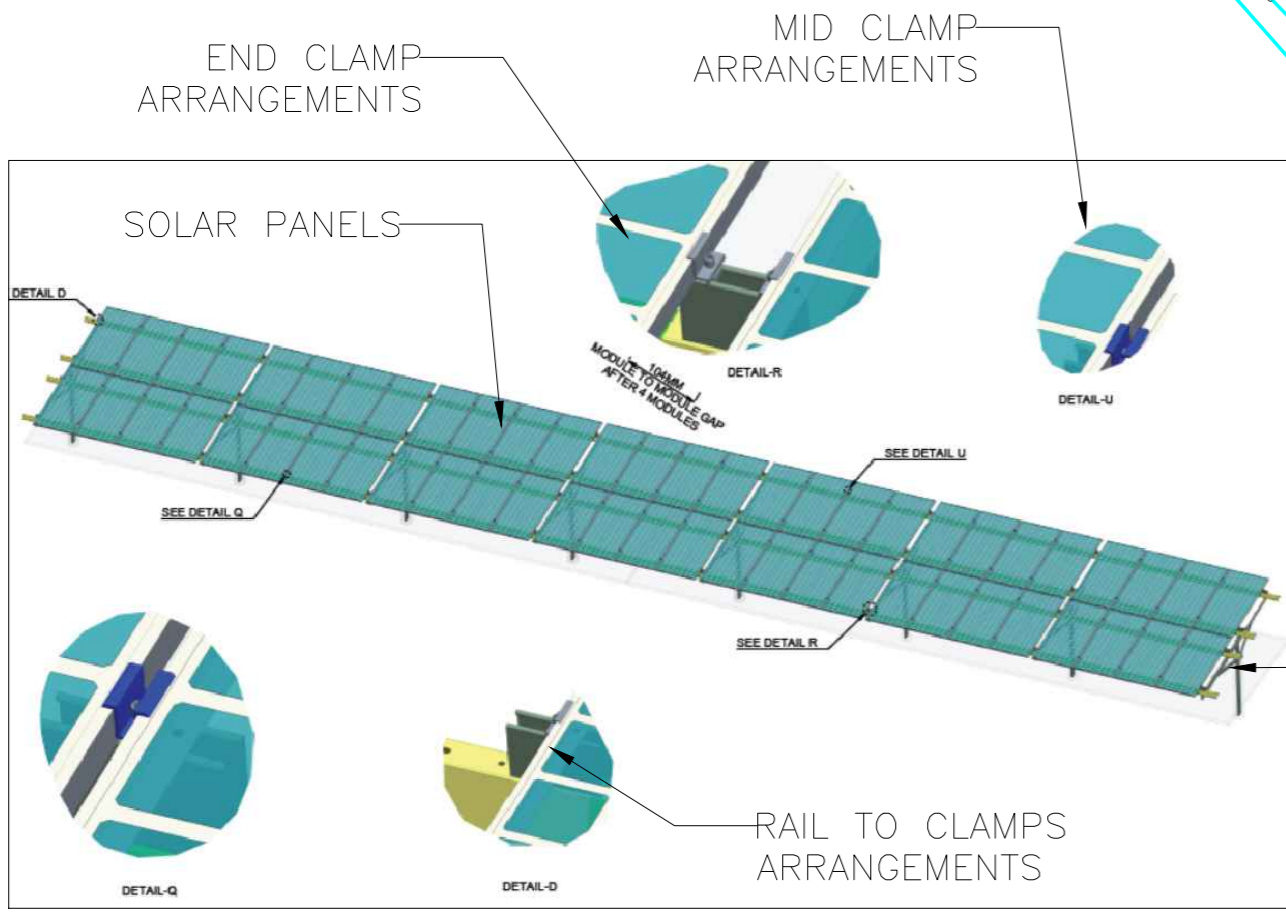 END CLAMP
ARRANGEMENTS
MID CLAMP
ARRANGEMENTS
SOLAR PANELS
DETAIL D
104MM
MODULE TO MODULE GAP
AFTER 4 MODULES
DETAIL-R
DETAIL-U
SEE DETAIL U
SEE DETAIL Q
SEE DETAIL R
RAIL TO CLAMPS
ARRANGEMENTS
DETAIL-Q
DETAIL-D